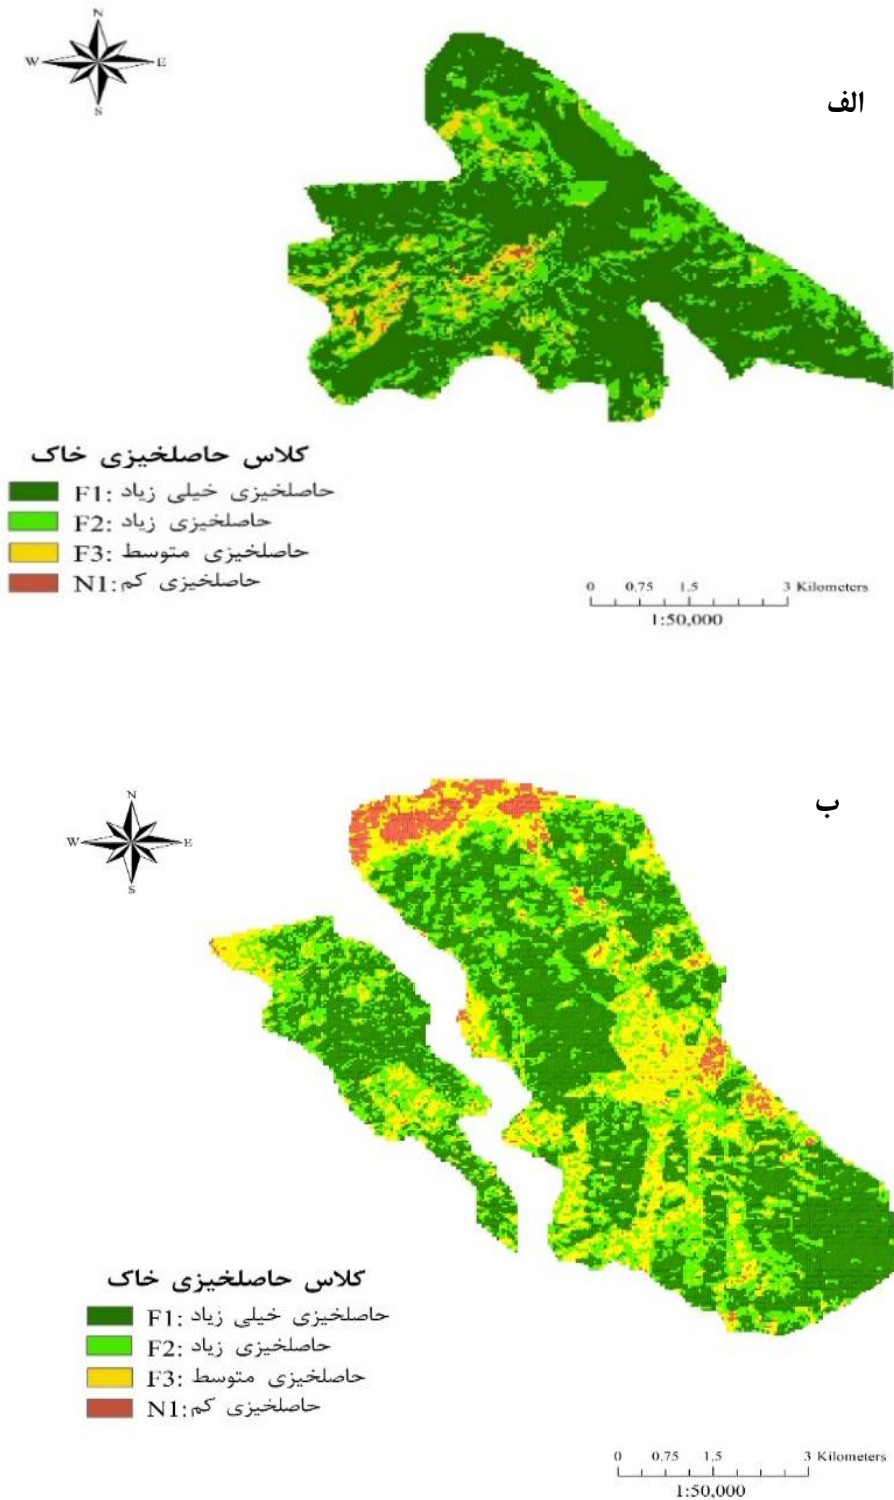 N
W E
S
الف
کلاس حاصلخیزی خاک
F1: حاصلخیزی خیلی زیاد
F2: حاصلخیزی زیاد
F3: حاصلخیزی متوسط
N1: حاصلخیزی کم
0 0.75 1.5 3 Kilometers
1:50,000
ب
N
W E
S
کلاس حاصلخیزی خاک
F1: حاصلخیزی خیلی زیاد
F2: حاصلخیزی زیاد
F3: حاصلخیزی متوسط
N1: حاصلخیزی کم
0 0.75 1.5 3 Kilometers
1:50,000